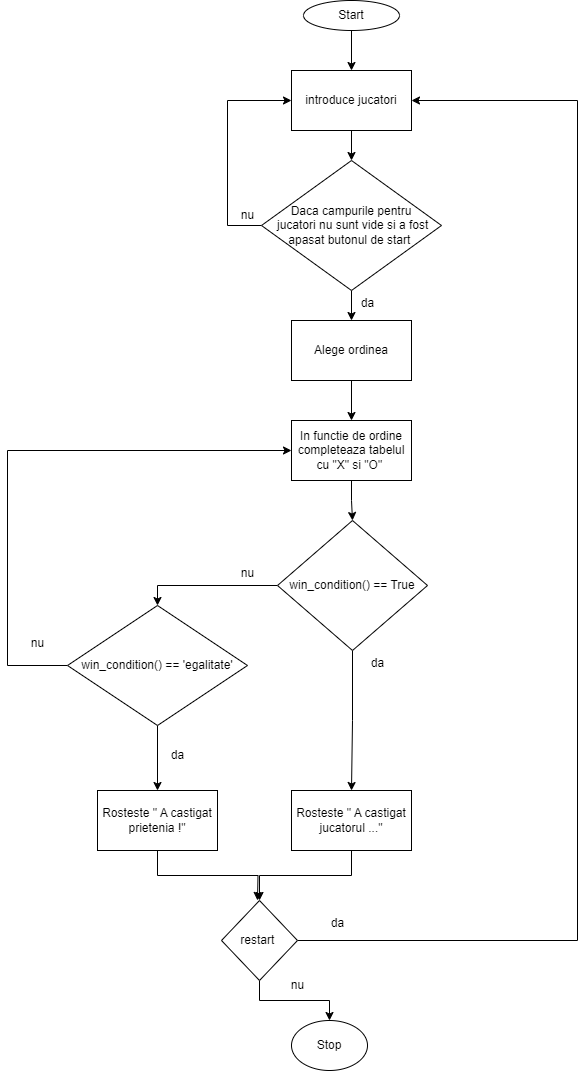 Start
introduce jucatori
Daca campurile pentru
jucatori nu sunt vide si a fost
apasat butonul de start
nu
da
Alege ordinea
In functie de ordine
completeaza tabelul
cu "X" si "O"
win_condition() == True
nu
da
win_condition() == 'egalitate'
nu
da
Rosteste " A castigat
prietenia !"
Rosteste " A castigat
jucatorul ..."
restart
da
nu
Stop